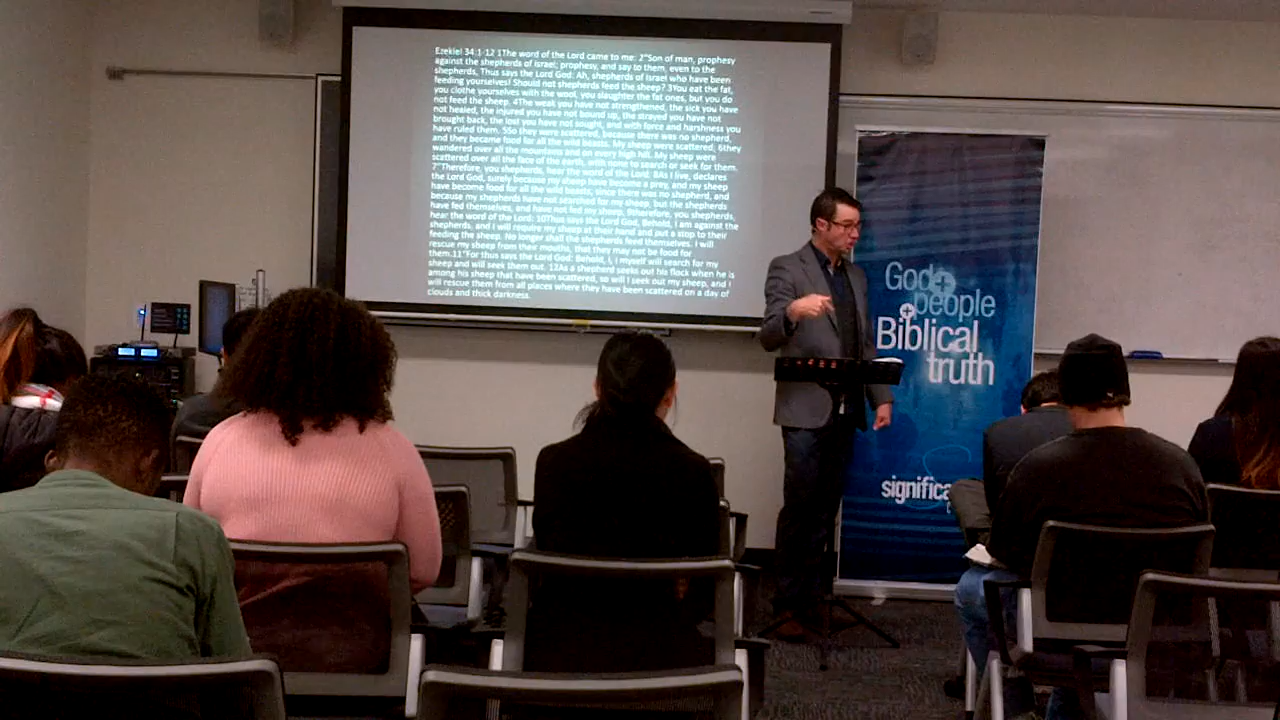 Ezekiel 34:1-12 1The word of the Lord came to me: 2"Son of man, prophesy
against the shepherds of Israel; prophesy, and say to them, even to the
shepherds, Thus says the Lord God: Ah, shepherds of Israel who have been
feeding yourselves! Should not shepherds feed the sheep? 3You eat the fat,
you clothe yourselves with the wool, you slaughter the fat ones, but you do
not feed the sheep. 4The weak you have not strengthened, the sick you have
not healed, the injured you have not bound up, the strayed you have not
brought back, the lost you have not sought, and with force and harshness you
have ruled them. 5So they were scattered, because there was no shepherd,
and they became food for all the wild beasts. My sheep were scattered; 6they
wandered over all the mountains and on every high hill. My sheep were
scattered over all the face of the earth, with none to search or seek for them.
7"Therefore, you shepherds, hear the word of the Lord: 8As I live, declares
the Lord God, surely because my sheep have become a prey, and my sheep
have become food for all the wild beasts, since there was no shepherd, and
because my shepherds have not searched for my sheep, but the shepherds
have fed themselves, and have not fed my sheep, 9therefore, you shepherds,
hear the word of the Lord: 10Thus says the Lord God, Behold, I am against the
shepherds, and I will require my sheep at their hand and put a stop to their
feeding the sheep. No longer shall the shepherds feed themselves. I will
rescue my sheep from their mouths, that they may not be food for
them.11"For thus says the Lord God: Behold, I, I myself will search for my
sheep and will seek them out. 12As a shepherd seeks out his flock when he is
among his sheep that have been scattered, so will I seek out my sheep, and I
will rescue them from all places where they have been scattered on a day of
clouds and thick darkness.
God+
people
+
Biblical
truth
significa